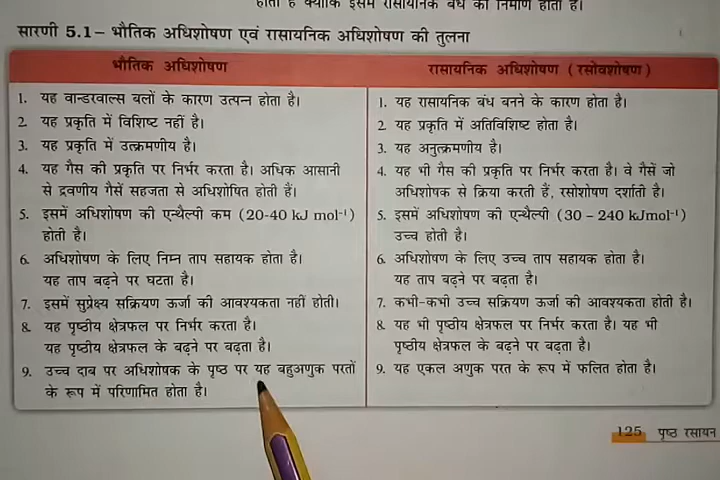 होता है क्योंकि इसमें रासायनिक बंध का निर्माण होता है।
सारणी 5.1– भौतिक अधिशोषण एवं रासायनिक अधिशोषण की तुलना
भौतिक अधिशोषण
1. यह वान्डरवाल्स बलों के कारण उत्पन्न होता है।
2. यह प्रकृति में विशिष्ट नहीं है।
3. यह प्रकृति में उत्क्रमणीय है।
4. यह गैस की प्रकृति पर निर्भर करता है। अधिक आसानी
से द्रवणीय गैसें सहजता से अधिशोषित होती हैं।
5. इसमें अधिशोषण की एन्थैल्पी कम (20-40 kJ mol⁻¹)
होती है।
6. अधिशोषण के लिए निम्न ताप सहायक होता है।
यह ताप बढ़ने पर घटता है।
7. इसमें सुप्रेक्ष्य सक्रियण ऊर्जा की आवश्यकता नहीं होती।
8. यह पृष्ठीय क्षेत्रफल पर निर्भर करता है।
यह पृष्ठीय क्षेत्रफल के बढ़ने पर बढ़ता है।
9. उच्च दाब पर अधिशोषक के पृष्ठ पर यह बहुअणुक परतों
के रूप में परिणामित होता है।
रासायनिक अधिशोषण (रसोवशोषण)
1. यह रासायनिक बंध बनने के कारण होता है।
2. यह प्रकृति में अतिविशिष्ट होता है।
3. यह अनुत्क्रमणीय है।
4. यह भी गैस की प्रकृति पर निर्भर करता है। वे गैसें जो
अधिशोषक से क्रिया करती हैं, रसोशोषण दर्शाती है।
5. इसमें अधिशोषण की एन्थैल्पी (30 – 240 kJmol⁻¹)
उच्च होती है।
6. अधिशोषण के लिए उच्च ताप सहायक होता है।
यह ताप बढ़ने पर बढ़ता है।
7. कभी-कभी उच्च सक्रियण ऊर्जा की आवश्यकता होती है।
8. यह भी पृष्ठीय क्षेत्रफल पर निर्भर करता है। यह भी
पृष्ठीय क्षेत्रफल के बढ़ने पर बढ़ता है।
9. यह एकल अणुक परत के रूप में फलित होता है।
125 पृष्ठ रसायन